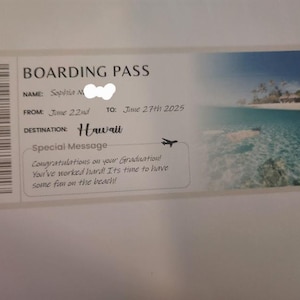 BOARDING PASS
NAME: Sophia N
FROM: June 22nd TO: June 27th 2025
DESTINATION: Hawaii
Special Message
Congratulations on your Graduation!
You've worked hard! Its time to have
some fun on the beach!